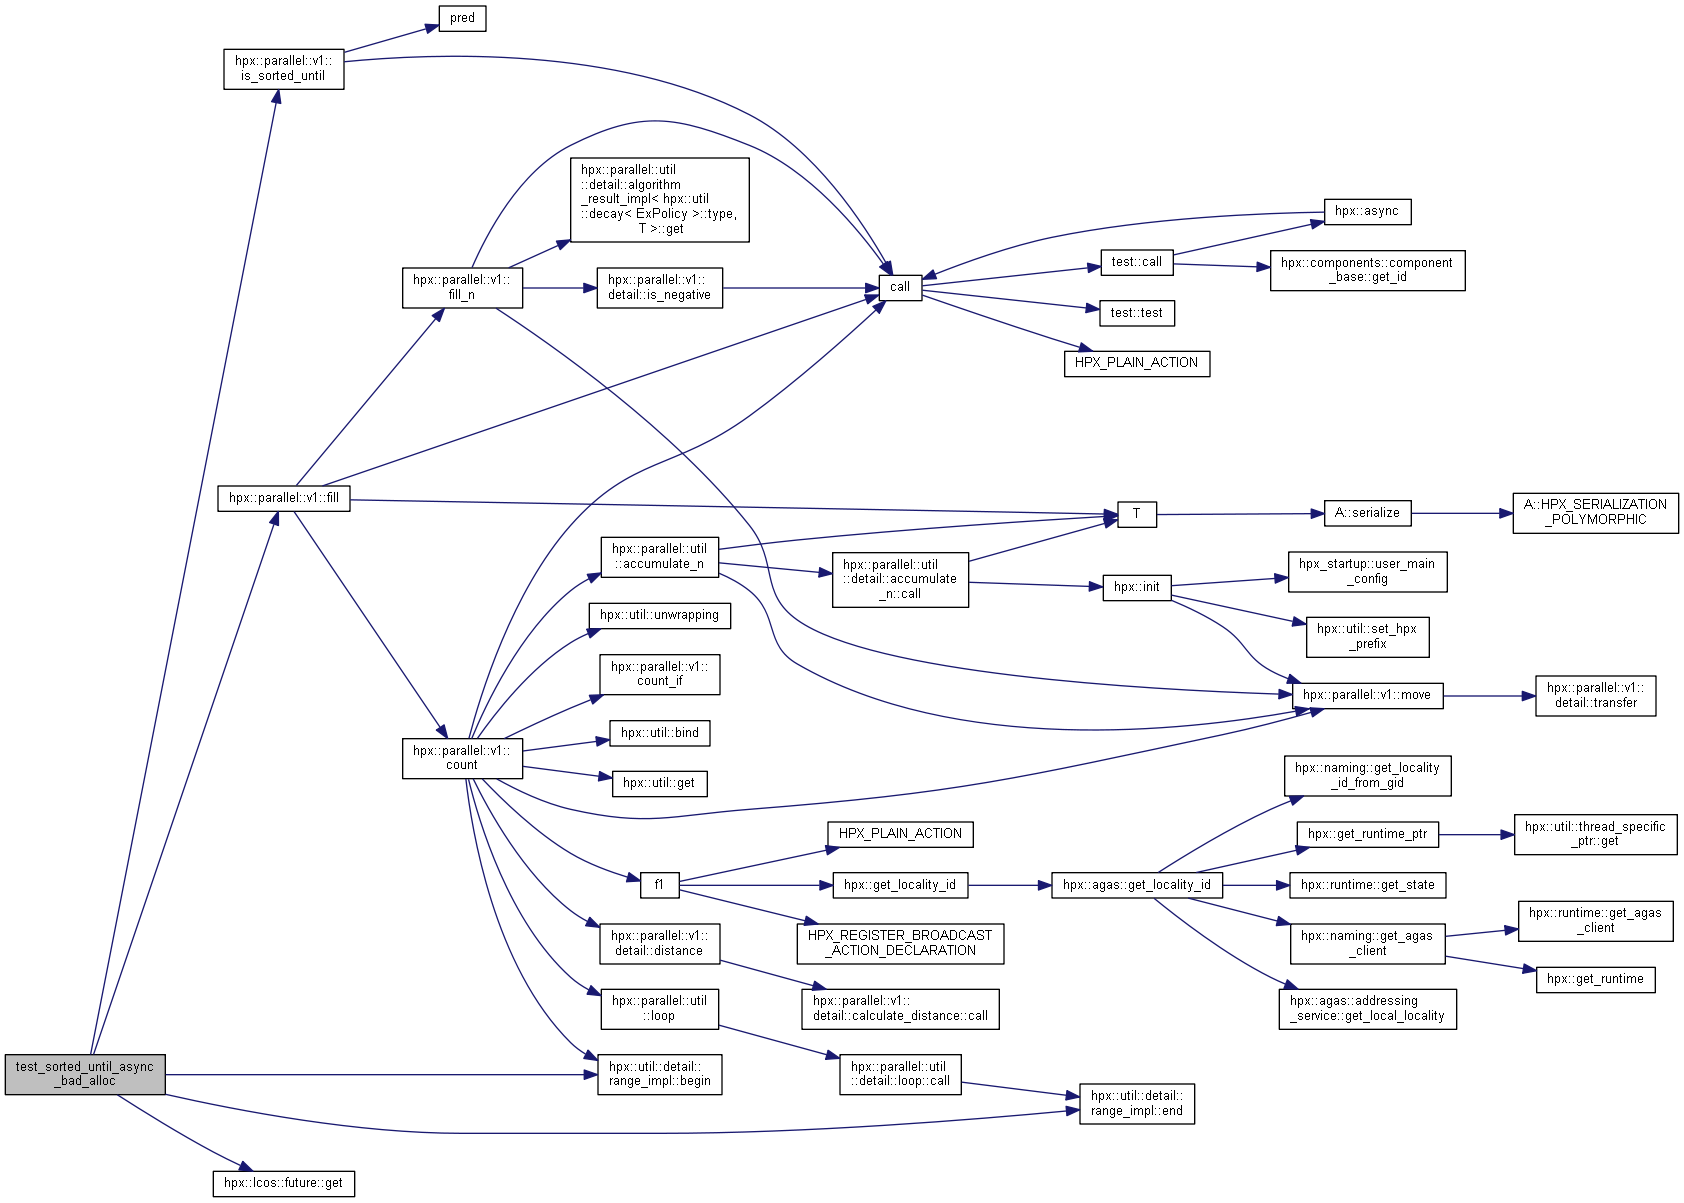 pred
hpx::parallel::v1::
is_sorted_until
hpx::parallel::util
::detail::algorithm
_result_impl< hpx::util
::decay< ExPolicy >::type,
T >::get
hpx::async
test::call
hpx::components::component
_base::get_id
hpx::parallel::v1::
fill_n
hpx::parallel::v1::
detail::is_negative
call
test::test
HPX_PLAIN_ACTION
hpx::parallel::v1::fill
T
A::serialize
A::HPX_SERIALIZATION
_POLYMORPHIC
hpx::parallel::util
::accumulate_n
hpx::parallel::util
::detail::accumulate
_n::call
hpx::init
hpx_startup::user_main
_config
hpx::util::unwrapping
hpx::util::set_hpx
_prefix
hpx::parallel::v1::
count_if
hpx::parallel::v1::move
hpx::parallel::v1::
detail::transfer
hpx::util::bind
hpx::parallel::v1::
count
hpx::util::get
hpx::naming::get_locality
_id_from_gid
HPX_PLAIN_ACTION
hpx::get_runtime_ptr
hpx::util::thread_specific
_ptr::get
f1
hpx::get_locality_id
hpx::agas::get_locality_id
hpx::runtime::get_state
hpx::parallel::v1::
detail::distance
HPX_REGISTER_BROADCAST
_ACTION_DECLARATION
hpx::naming::get_agas
_client
hpx::runtime::get_agas
_client
hpx::get_runtime
hpx::parallel::util
::loop
hpx::parallel::v1::
detail::calculate_distance::call
hpx::agas::addressing
_service::get_local_locality
test_sorted_until_async
_bad_alloc
hpx::util::detail::
range_impl::begin
hpx::parallel::util
::detail::loop::call
hpx::util::detail::
range_impl::end
hpx::lcos::future::get